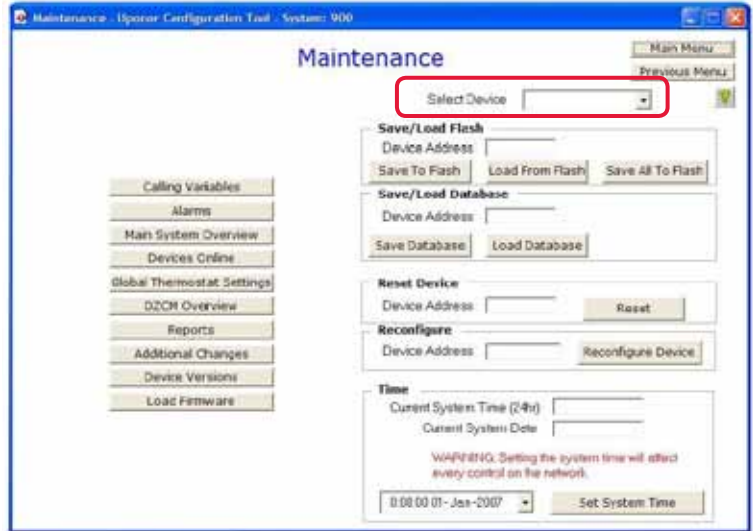 Maintenance - Uponor Configuration Tool - System: 900
Maintenance
Main Menu
Previous Menu
Select Device
Save/Load Flash
Device Address
Save To Flash
Load From Flash
Save All To Flash
Save/Load Database
Device Address
Save Database
Load Database
Reset Device
Device Address
Reset
Reconfigure
Device Address
Reconfigure Device
Time
Current System Time (24hr)
Current System Date
WARNING. Setting the system time will affect
every control on the network.
0:08:00 01-Jan-2007
Set System Time
Calling Variables
Alarms
Main System Overview
Devices Online
Global Thermostat Settings
DZCM Overview
Reports
Additional Changes
Device Versions
Load Firmware